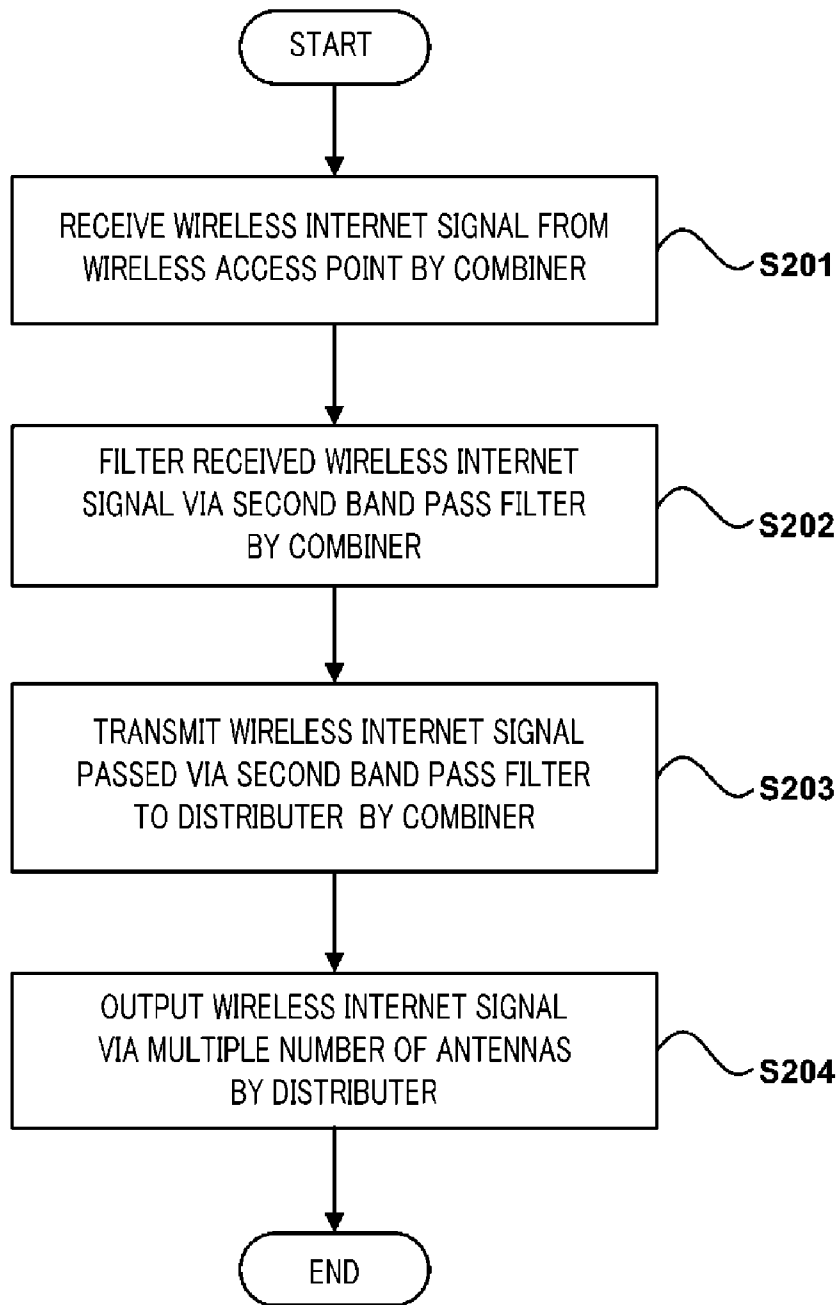 START
RECEIVE WIRELESS INTERNET SIGNAL FROM
WIRELESS ACCESS POINT BY COMBINER
S201
FILTER RECEIVED WIRELESS INTERNET
SIGNAL VIA SECOND BAND PASS FILTER
BY COMBINER
S202
TRANSMIT WIRELESS INTERNET SIGNAL
PASSED VIA SECOND BAND PASS FILTER
TO DISTRIBUTER BY COMBINER
S203
OUTPUT WIRELESS INTERNET SIGNAL
VIA MULTIPLE NUMBER OF ANTENNAS
BY DISTRIBUTER
S204
END